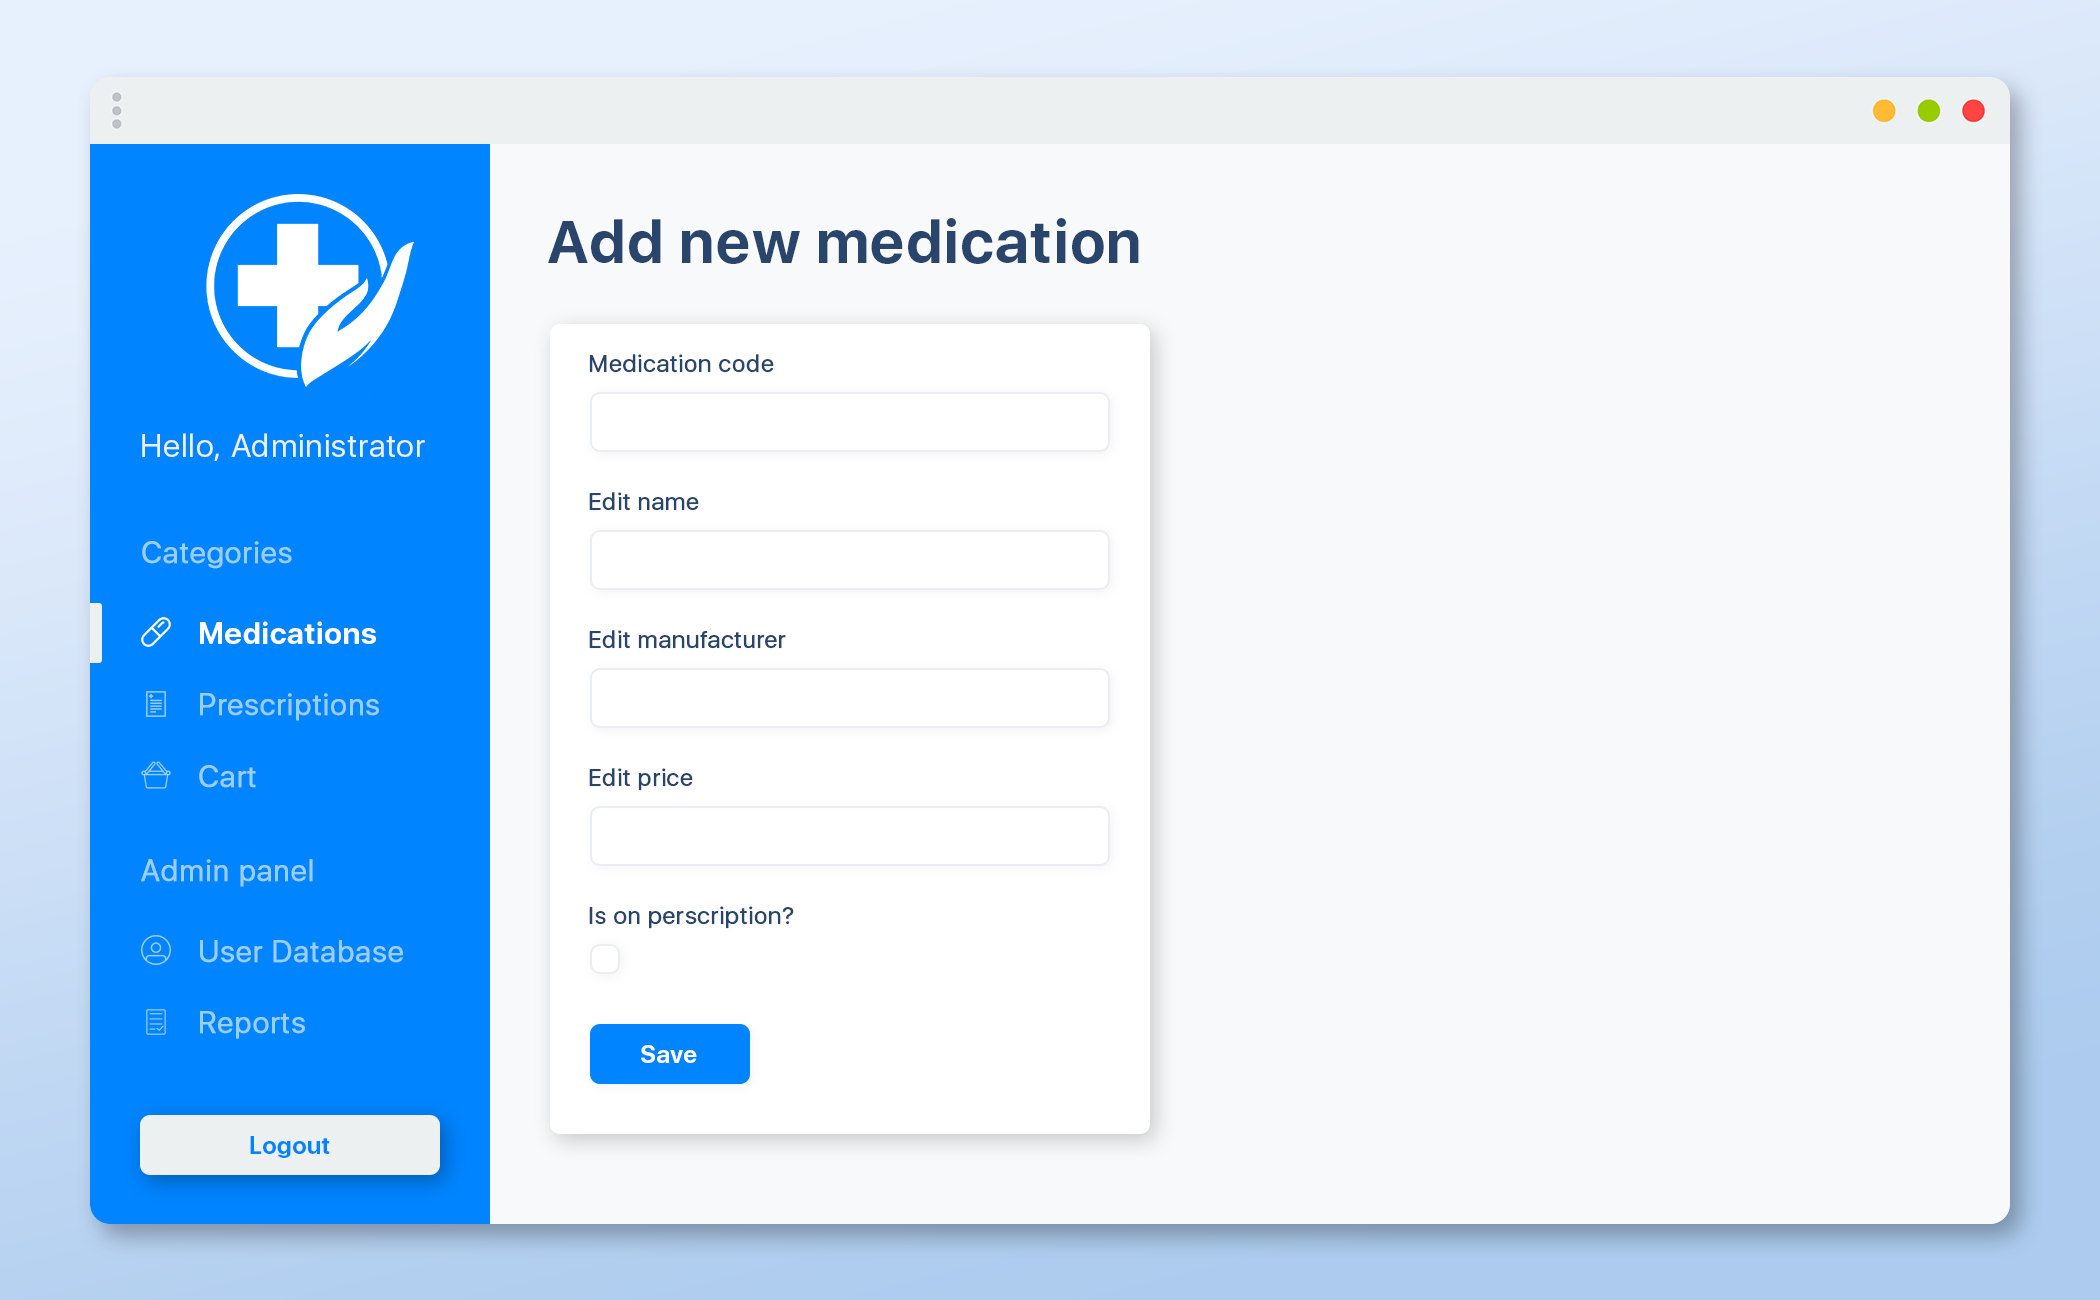 Hello, Administrator
Categories
Medications
Prescriptions
Cart
Admin panel
User Database
Reports
Logout
Add new medication
Medication code
Edit name
Edit manufacturer
Edit price
Is on perscription?
Save